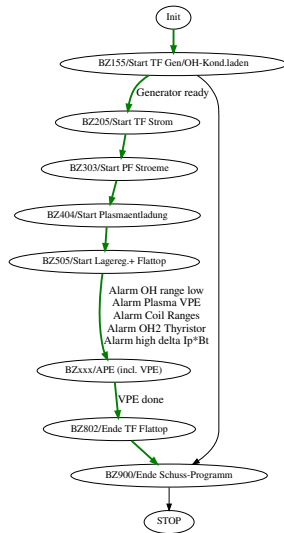 Init
BZ155/Start TF Gen/OH-Kond.laden
Generator ready
BZ205/Start TF Strom
BZ303/Start PF Stroeme
BZ404/Start Plasmaentladung
BZ505/Start Lagereg.+ Flattop
Alarm OH range low
Alarm Plasma VPE
Alarm Coil Ranges
Alarm OH2 Thyristor
Alarm high delta Ip*Bt
BZxxx/APE (incl. VPE)
VPE done
BZ802/Ende TF Flattop
BZ900/Ende Schuss-Programm
STOP